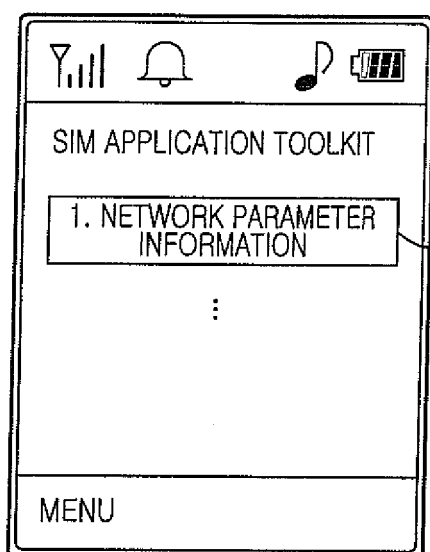 SIM APPLICATION TOOLKIT
1. NETWORK PARAMETER
INFORMATION
⋮
MENU